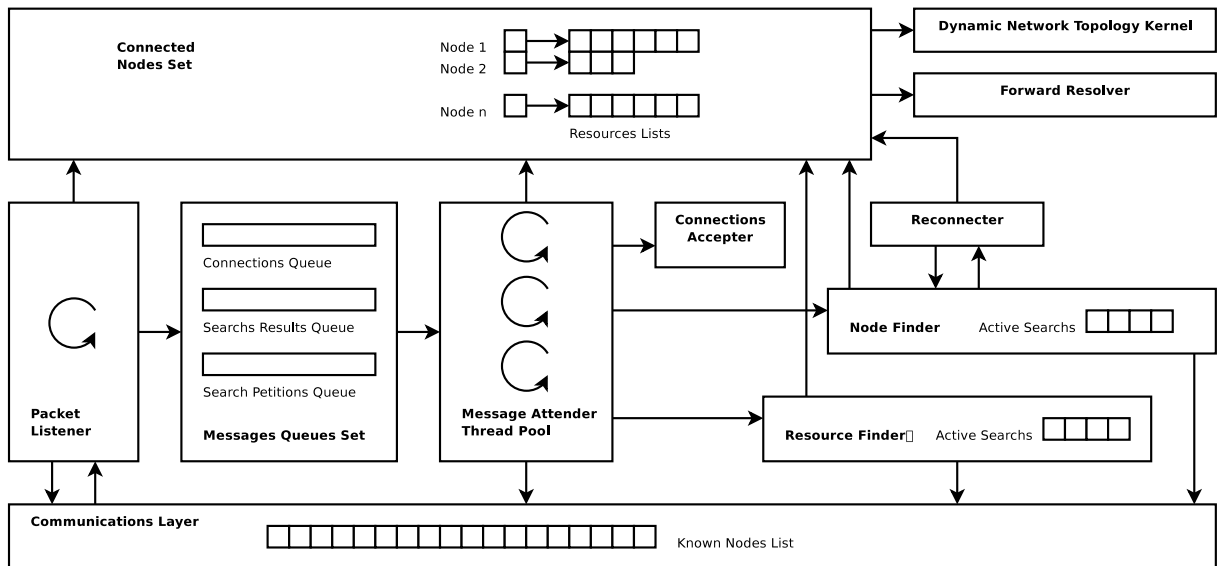 Connected
Nodes Set
Node 1
Node 2
Node n
Resources Lists
Dynamic Network Topology Kernel
Forward Resolver
Packet
Listener
Connections Queue
Searchs Results Queue
Search Petitions Queue
Messages Queues Set
Message Attender
Thread Pool
Connections
Accepter
Reconnecter
Node Finder Active Searchs
Resource Finder Active Searchs
Communications Layer
Known Nodes List